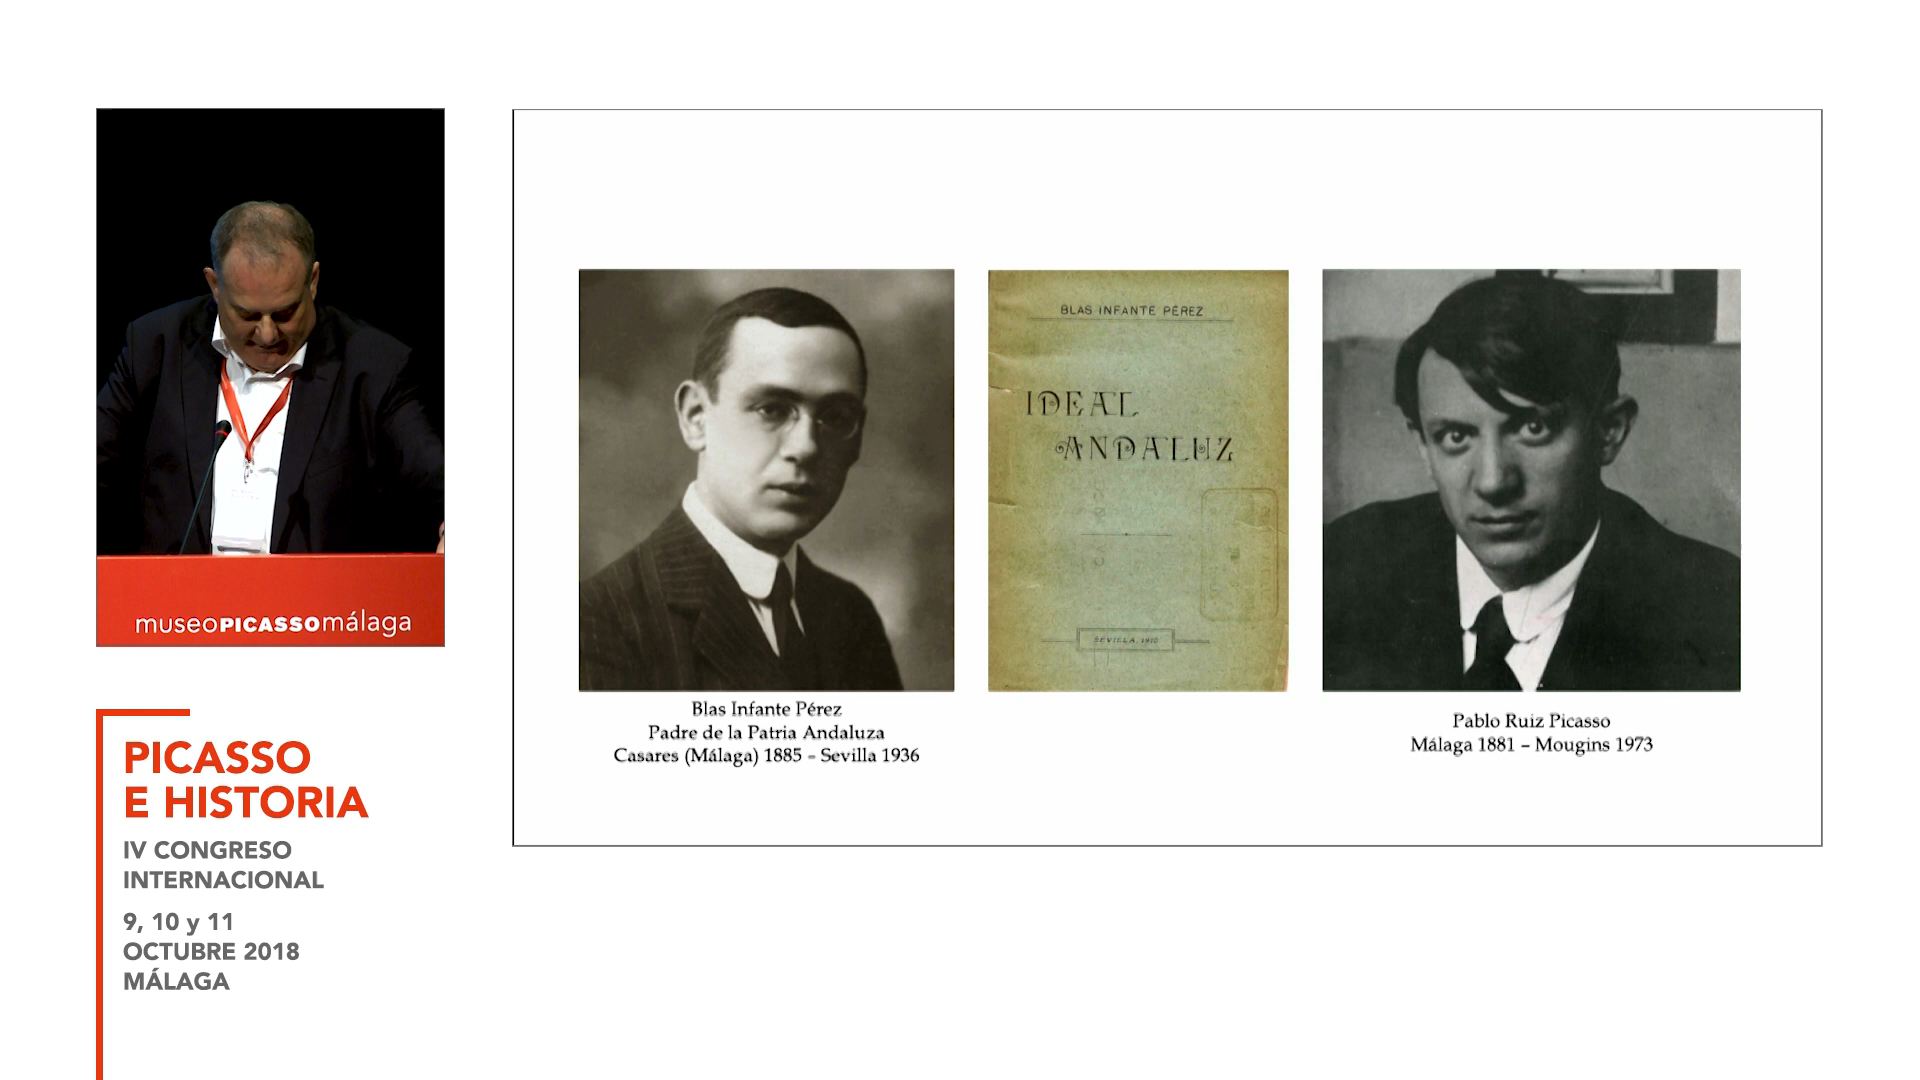 museoPICASSOmálaga
PICASSO
E HISTORIA
IV CONGRESO
INTERNACIONAL
9, 10 y 11
OCTUBRE 2018
MÁLAGA
BLAS INFANTE PÉREZ
IDEAL
ANDALUZ
SEVILLA, 1910
Blas Infante Pérez
Padre de la Patria Andaluza
Casares (Málaga) 1885 – Sevilla 1936
Pablo Ruiz Picasso
Málaga 1881 – Mougins 1973